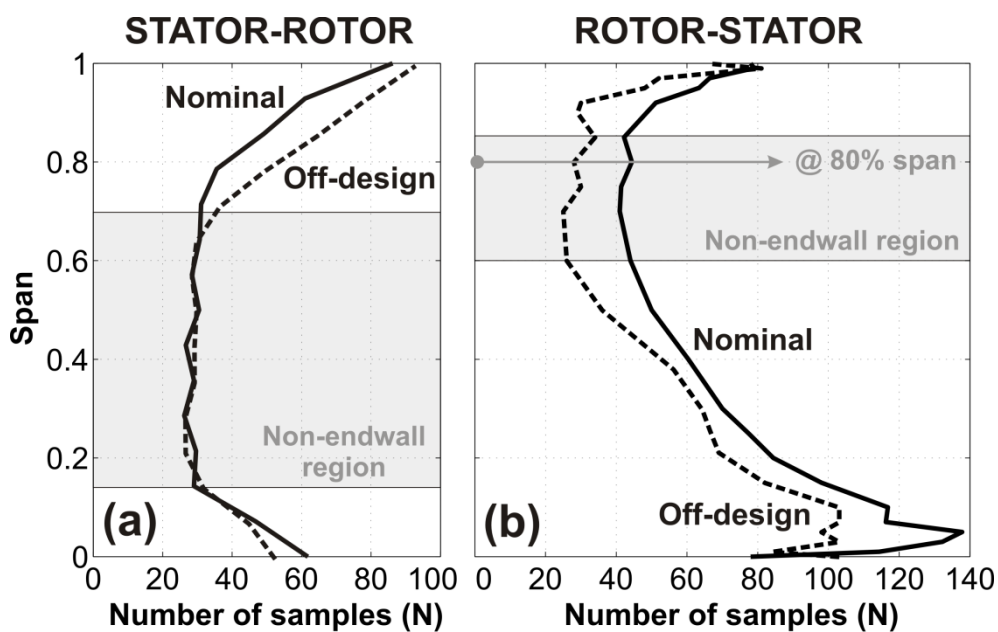 STATOR-ROTOR
ROTOR-STATOR
1
0.8
0.6
0.4
0.2
0
Span
Nominal
Off-design
Non-endwall
region
(a)
0 20 40 60 80 100
Number of samples (N)
@ 80% span
Non-endwall region
Nominal
Off-design
(b)
0 20 40 60 80 100 120 140
Number of samples (N)